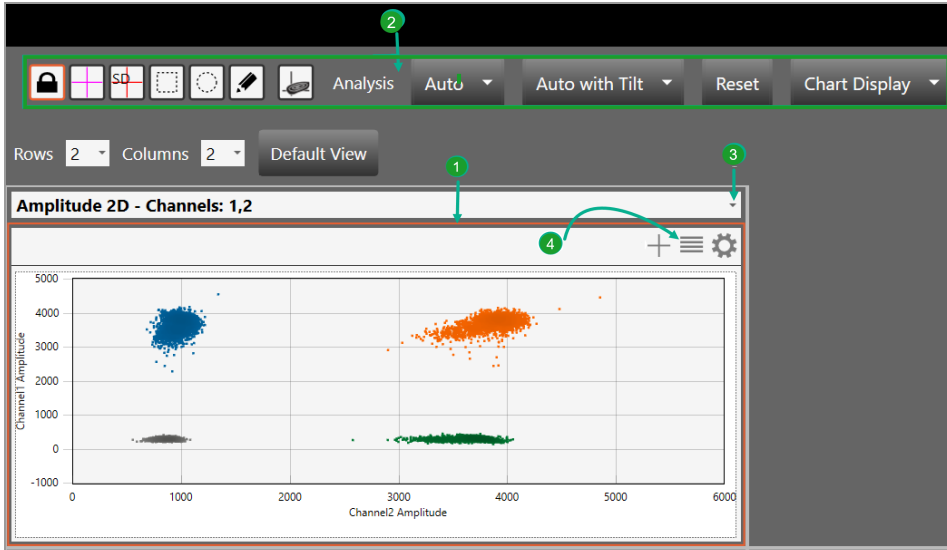 2
SD
Analysis
Auto
Auto with Tilt
Reset
Chart Display
Rows 2 Columns 2 Default View
1
3
Amplitude 2D - Channels: 1,2
4
5000
4000
3000
2000
1000
0
-1000
Channel1 Amplitude
0 1000 2000 3000 4000 5000 6000
Channel2 Amplitude